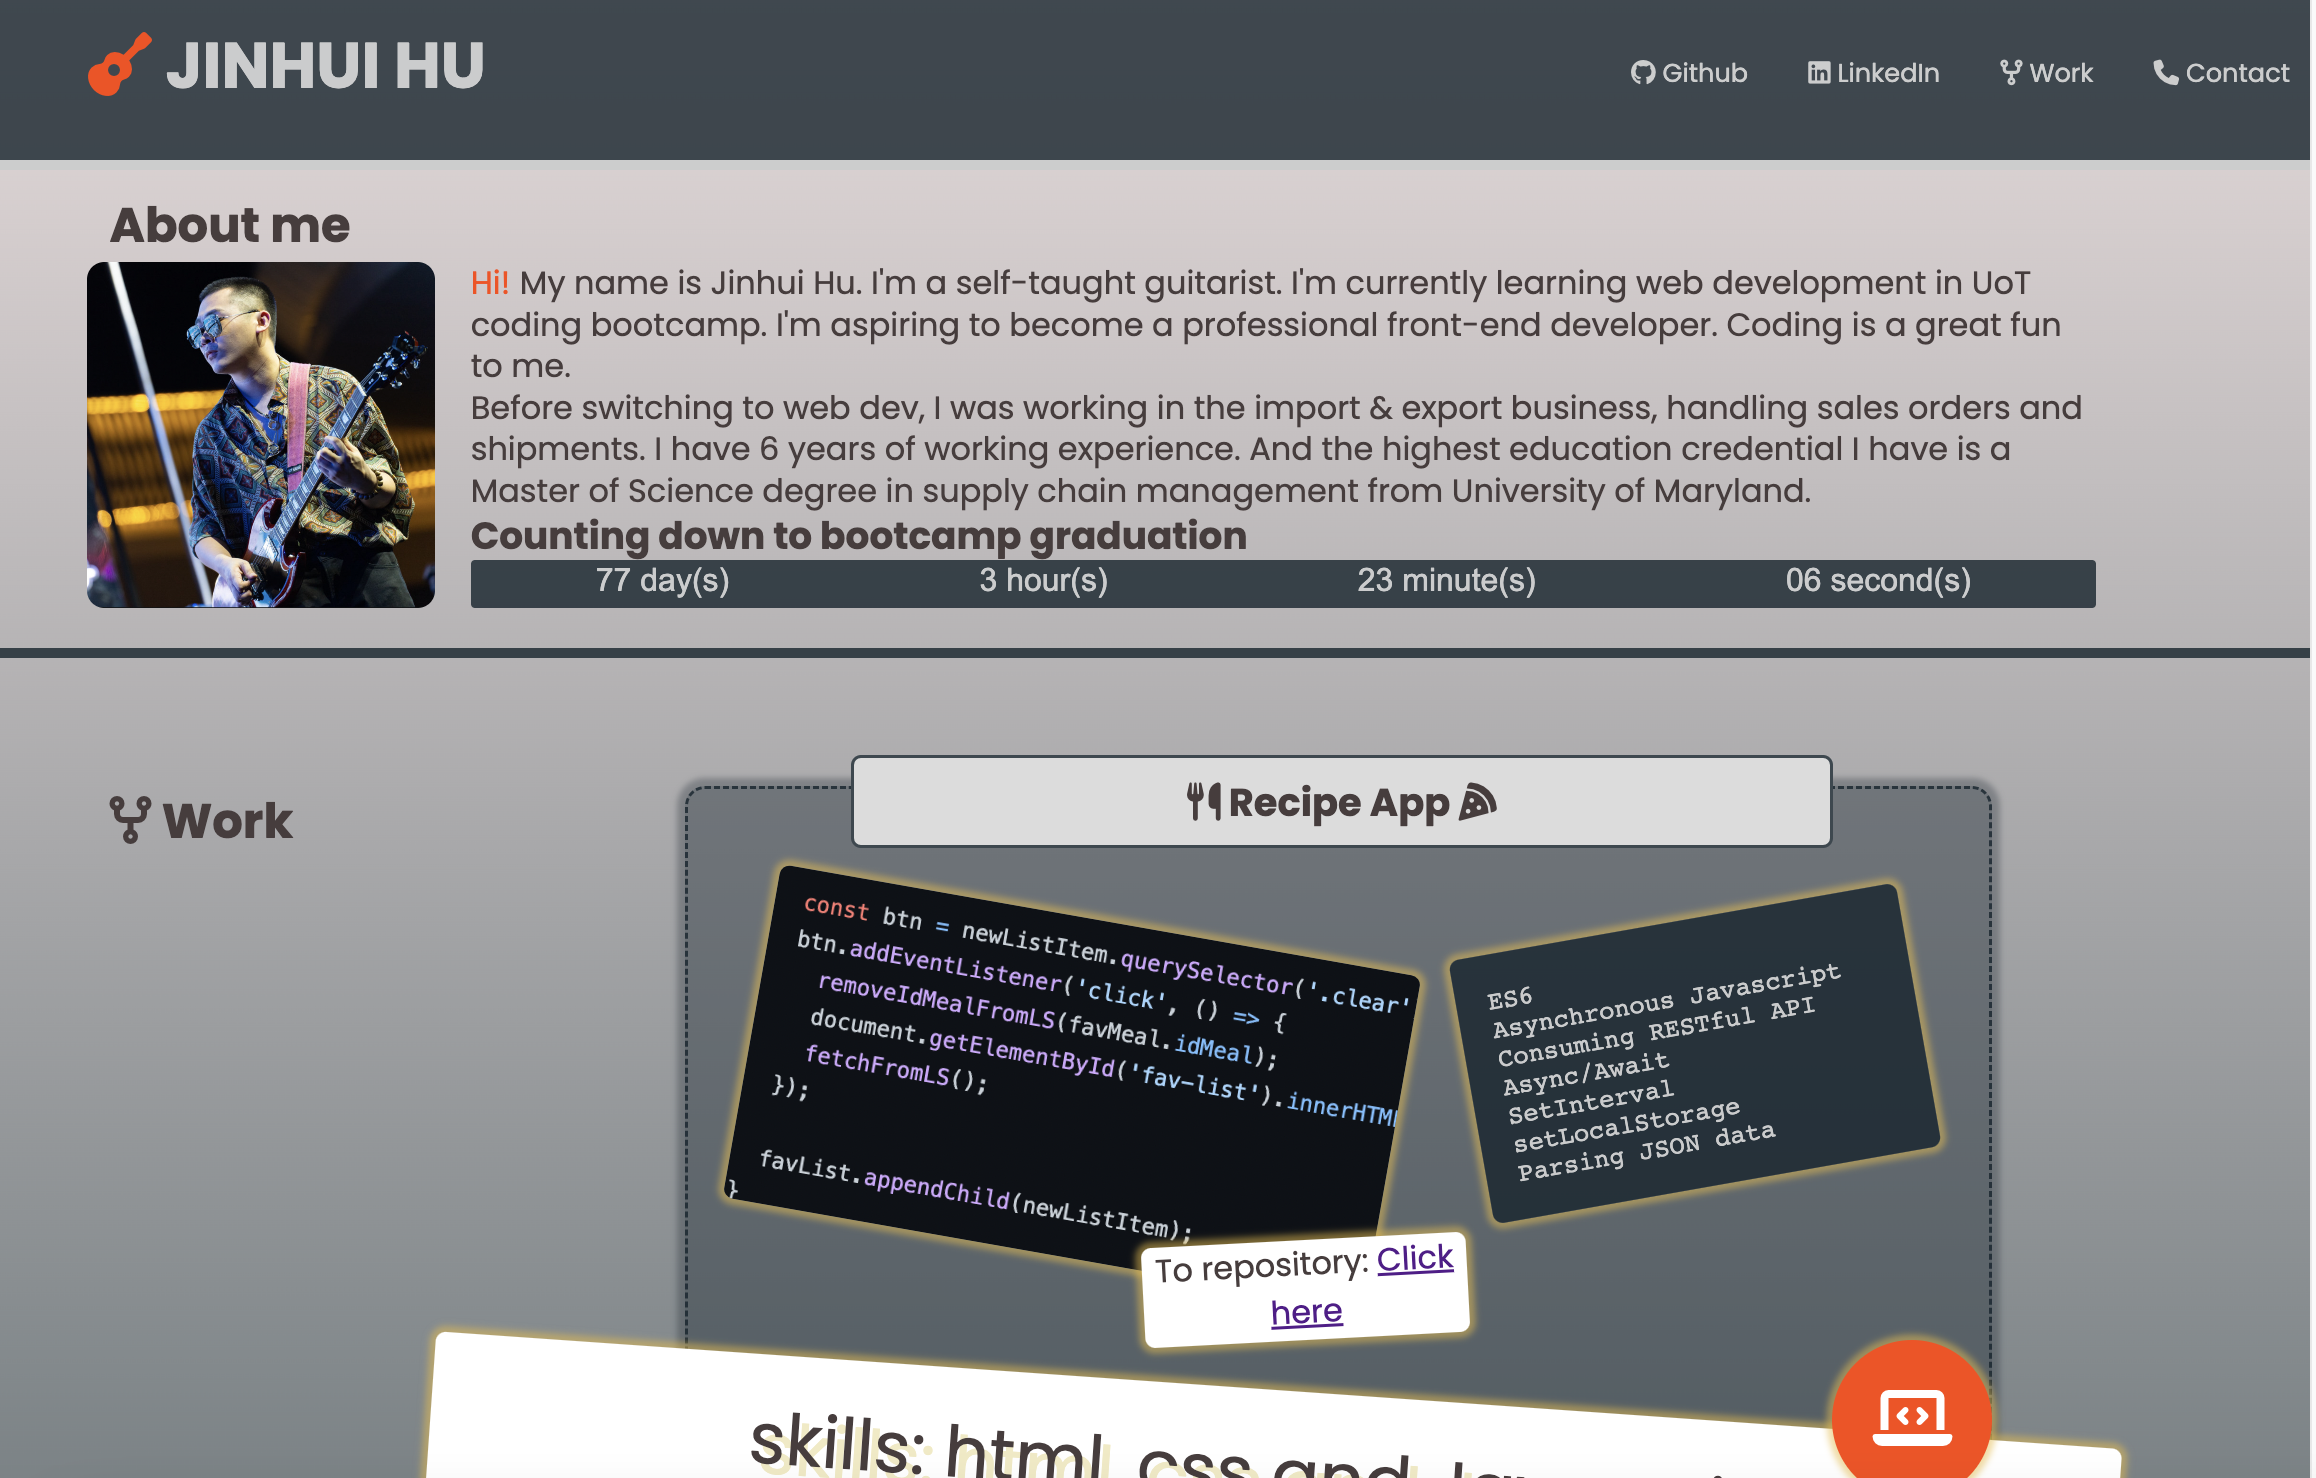 JINHUI HU
Github LinkedIn Work Contact
About me
Hi! My name is Jinhui Hu. I'm a self-taught guitarist. I'm currently learning web development in UoT
coding bootcamp. I'm aspiring to become a professional front-end developer. Coding is a great fun
to me.
Before switching to web dev, I was working in the import & export business, handling sales orders and
shipments. I have 6 years of working experience. And the highest education credential I have is a
Master of Science degree in supply chain management from University of Maryland.
Counting down to bootcamp graduation
77 day(s) 3 hour(s) 23 minute(s) 06 second(s)
Work
Recipe App
const btn = newListItem.querySelector('.clear'
btn.addEventListener('click', () => {
removeIdMealFromLS(favMeal.idMeal);
document.getElementById('fav-list').innerHTML
fetchFromLS();
});
favList.appendChild(newListItem);
}
ES6
Asynchronous Javascript
Consuming RESTful API
Async/Await
SetInterval
setLocalStorage
Parsing JSON data
To repository: Click
here
skills: html, css and